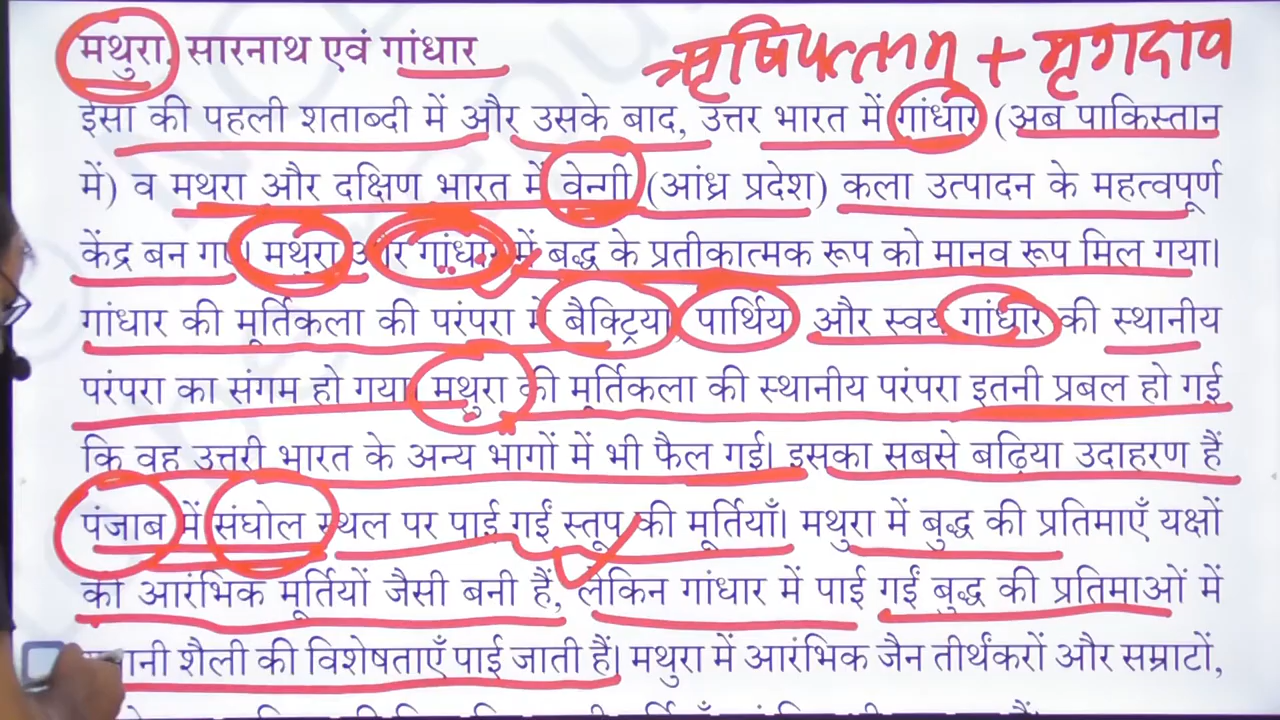 मथुरा, सारनाथ एवं गांधार
ऋषिपत्तनम् + मृगदाव
ईसा की पहली शताब्दी में और उसके बाद, उत्तर भारत में गांधार (अब पाकिस्तान
में) व मथुरा और दक्षिण भारत में वेन्गी (आंध्र प्रदेश) कला उत्पादन के महत्वपूर्ण
केंद्र बन गए। मथुरा और गांधार में बुद्ध के प्रतीकात्मक रूप को मानव रूप मिल गया।
गांधार की मूर्तिकला की परंपरा में बैक्ट्रिया, पार्थिया और स्वयं गांधार की स्थानीय
परंपरा का संगम हो गया। मथुरा की मूर्तिकला की स्थानीय परंपरा इतनी प्रबल हो गई
कि वह उत्तरी भारत के अन्य भागों में भी फैल गई। इसका सबसे बढ़िया उदाहरण हैं
पंजाब में संघोल स्थल पर पाई गईं स्तूप की मूर्तियाँ। मथुरा में बुद्ध की प्रतिमाएँ यक्षों
की आरंभिक मूर्तियों जैसी बनी हैं, लेकिन गांधार में पाई गईं बुद्ध की प्रतिमाओं में
शैली की विशेषताएँ पाई जाती हैं। मथुरा में आरंभिक जैन तीर्थंकरों और सम्राटों,